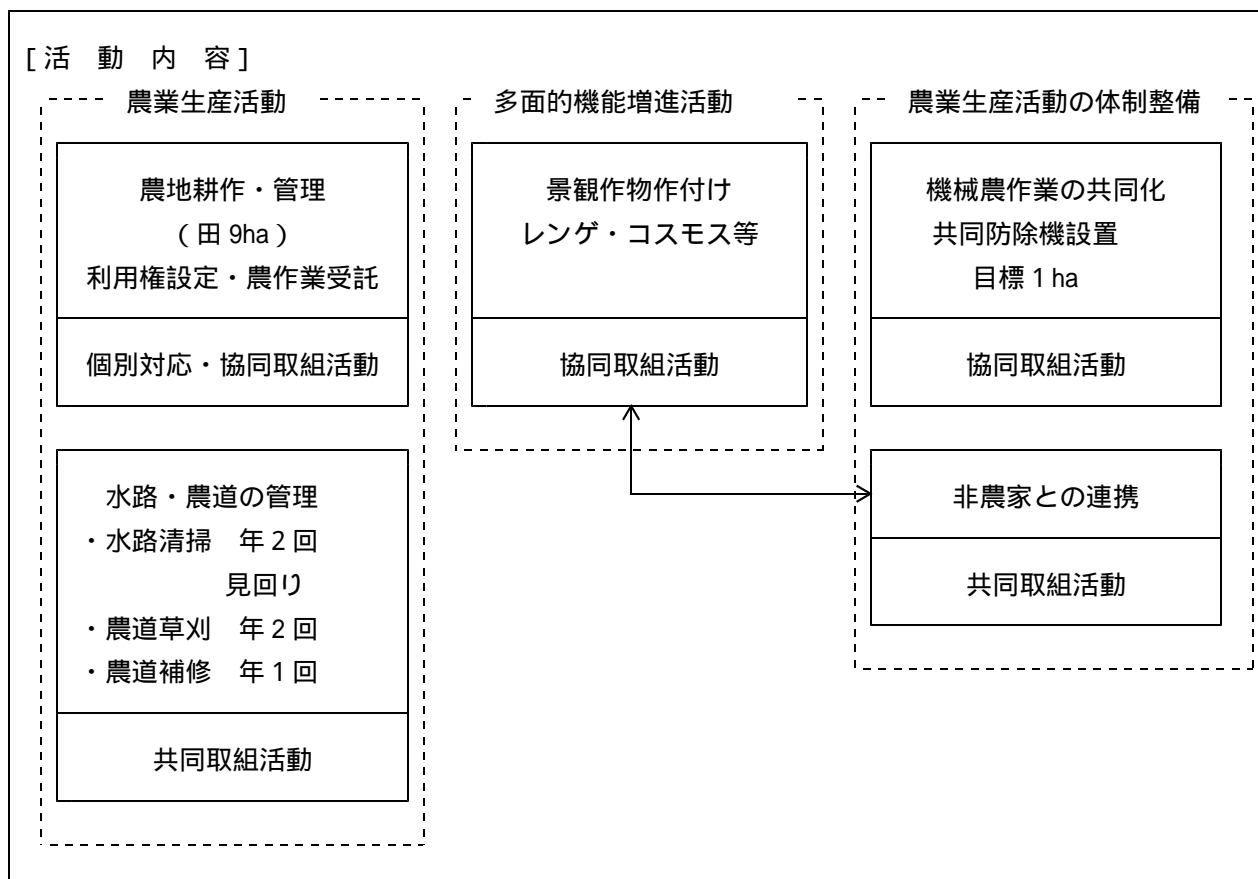 [活 動 内 容]
農業生産活動
農地耕作・管理
(田9ha)
利用権設定・農作業受託
個別対応・協同取組活動
水路・農道の管理
・水路清掃 年2回
見回り
・農道草刈 年2回
・農道補修 年1回
共同取組活動
多面的機能増進活動
景観作物作付け
レンゲ・コスモス等
協同取組活動
農業生産活動の体制整備
機械農作業の共同化
共同防除機設置
目標1ha
協同取組活動
非農家との連携
共同取組活動